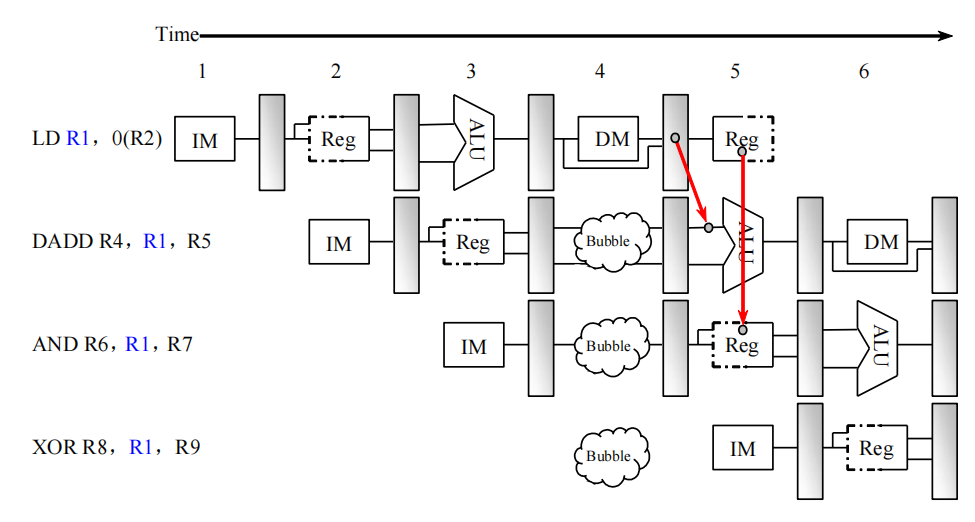 Time
1 2 3 4 5 6
LD R1，0(R2) IM Reg ALU DM Reg
DADD R4，R1，R5 IM Reg Bubble ALU DM
AND R6，R1，R7 IM Bubble Reg ALU
XOR R8，R1，R9 Bubble IM Reg